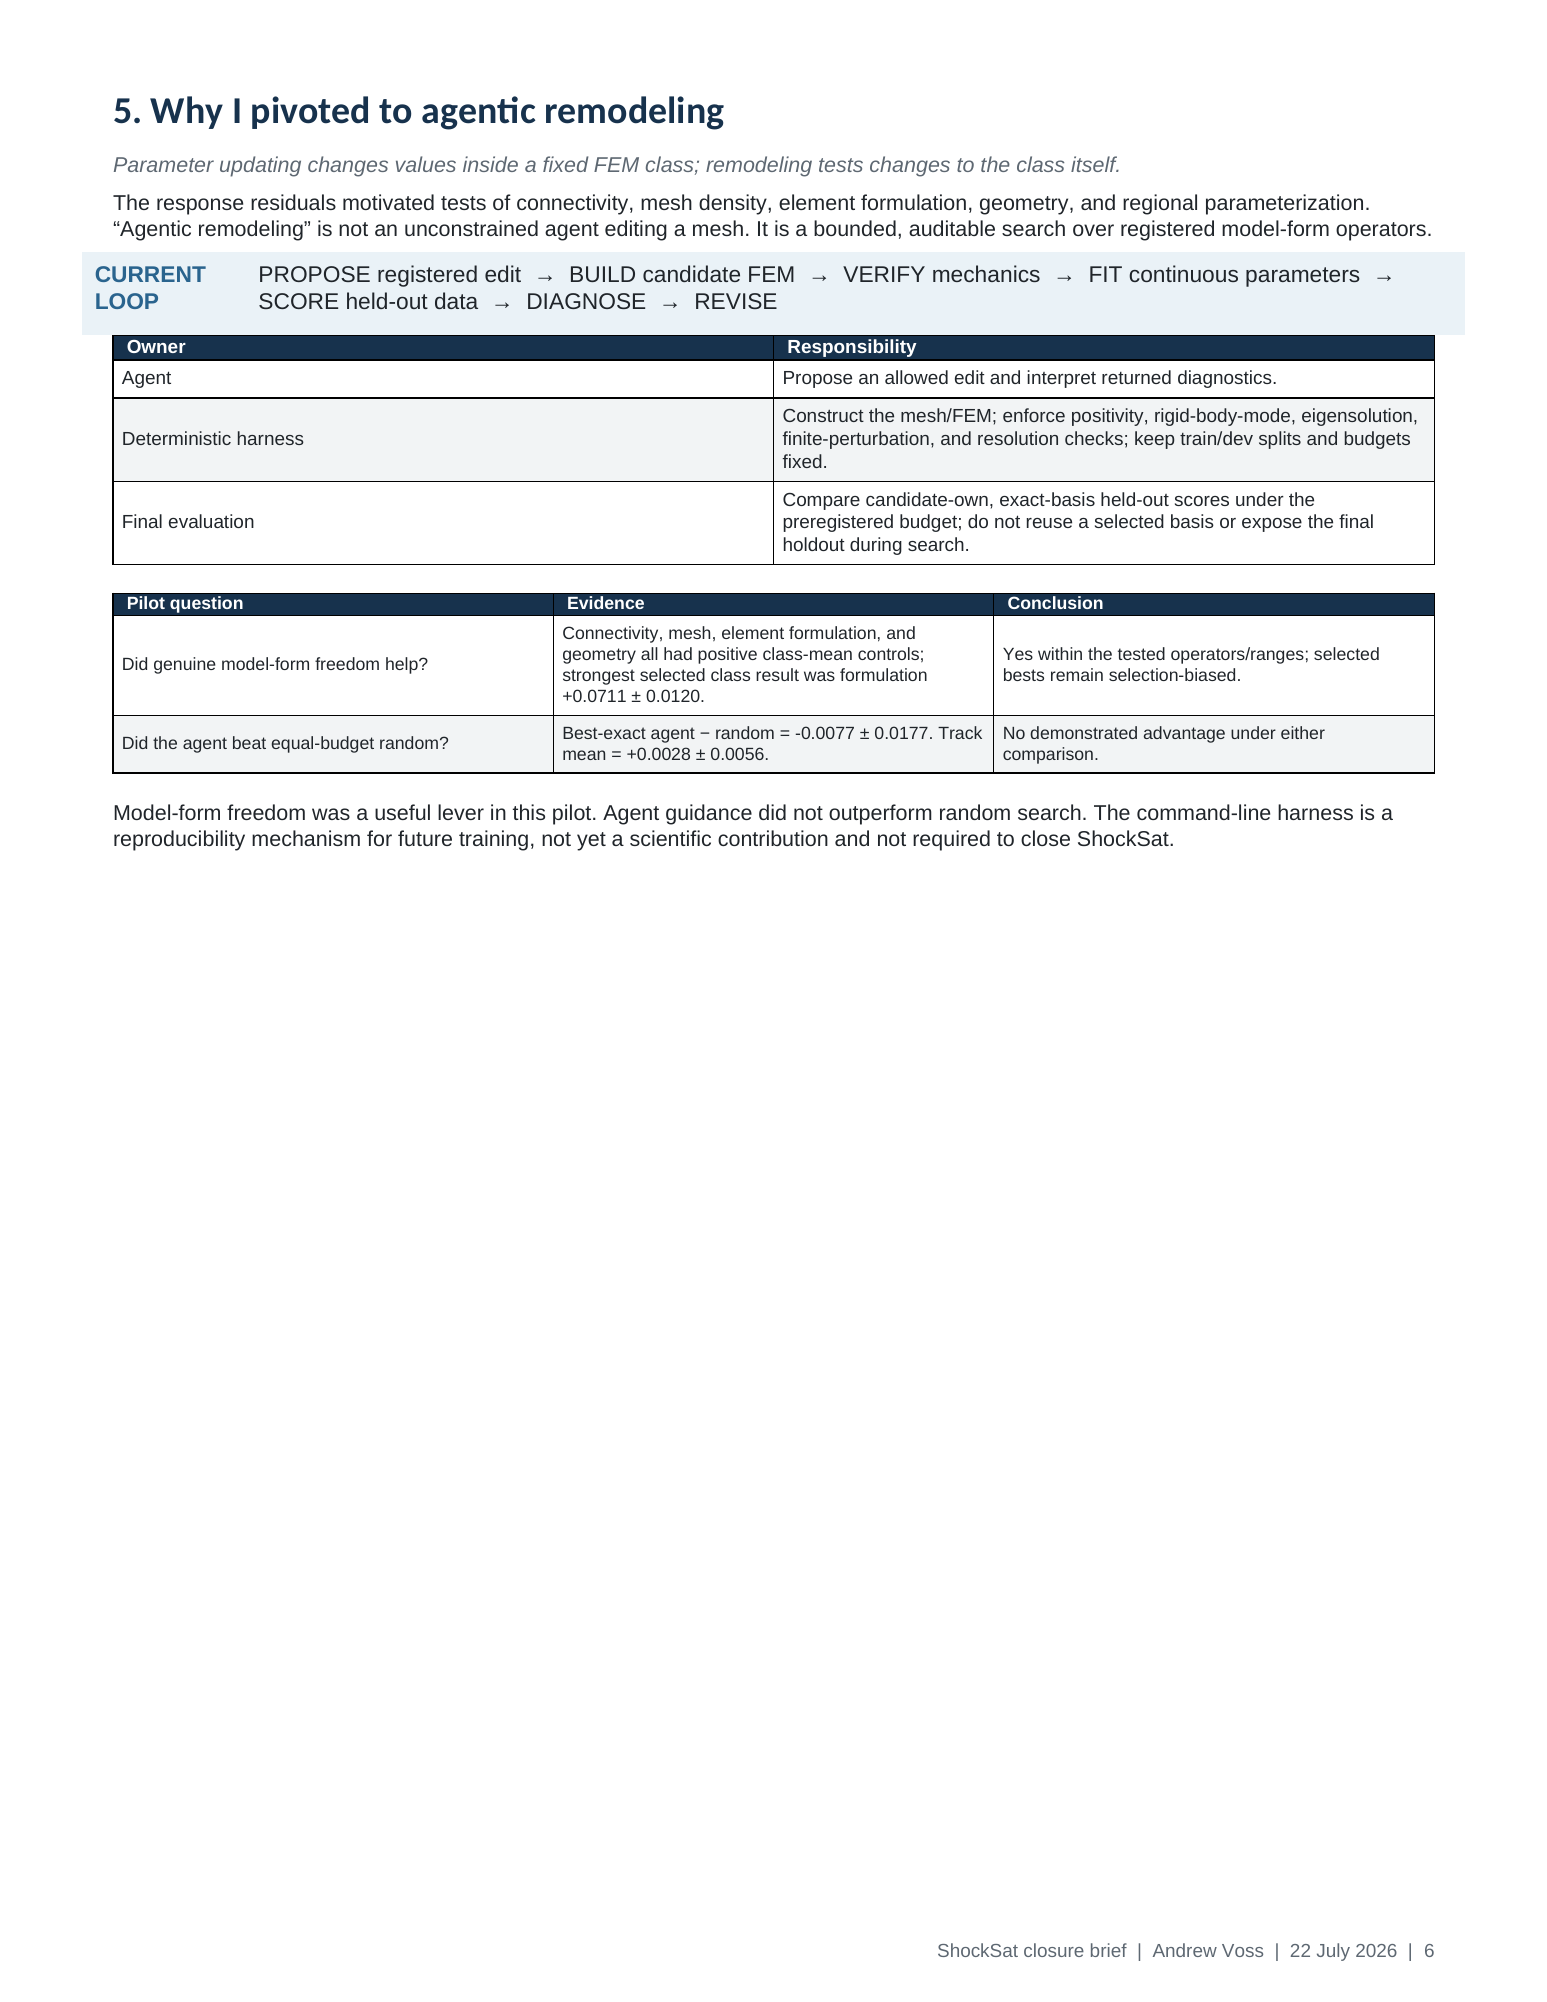 5. Why I pivoted to agentic remodeling
Parameter updating changes values inside a fixed FEM class; remodeling tests changes to the class itself.
The response residuals motivated tests of connectivity, mesh density, element formulation, geometry, and regional parameterization.
“Agentic remodeling” is not an unconstrained agent editing a mesh. It is a bounded, auditable search over registered model-form operators.
CURRENT
LOOP
PROPOSE registered edit → BUILD candidate FEM → VERIFY mechanics → FIT continuous parameters →
SCORE held-out data → DIAGNOSE → REVISE
Owner
Responsibility
Agent
Propose an allowed edit and interpret returned diagnostics.
Deterministic harness
Construct the mesh/FEM; enforce positivity, rigid-body-mode, eigensolution,
finite-perturbation, and resolution checks; keep train/dev splits and budgets
fixed.
Final evaluation
Compare candidate-own, exact-basis held-out scores under the
preregistered budget; do not reuse a selected basis or expose the final
holdout during search.
Pilot question
Evidence
Conclusion
Did genuine model-form freedom help?
Connectivity, mesh, element formulation, and
geometry all had positive class-mean controls;
strongest selected class result was formulation
+0.0711 ± 0.0120.
Yes within the tested operators/ranges; selected
bests remain selection-biased.
Did the agent beat equal-budget random?
Best-exact agent − random = -0.0077 ± 0.0177. Track
mean = +0.0028 ± 0.0056.
No demonstrated advantage under either
comparison.
Model-form freedom was a useful lever in this pilot. Agent guidance did not outperform random search. The command-line harness is a
reproducibility mechanism for future training, not yet a scientific contribution and not required to close ShockSat.
ShockSat closure brief | Andrew Voss | 22 July 2026 | 6